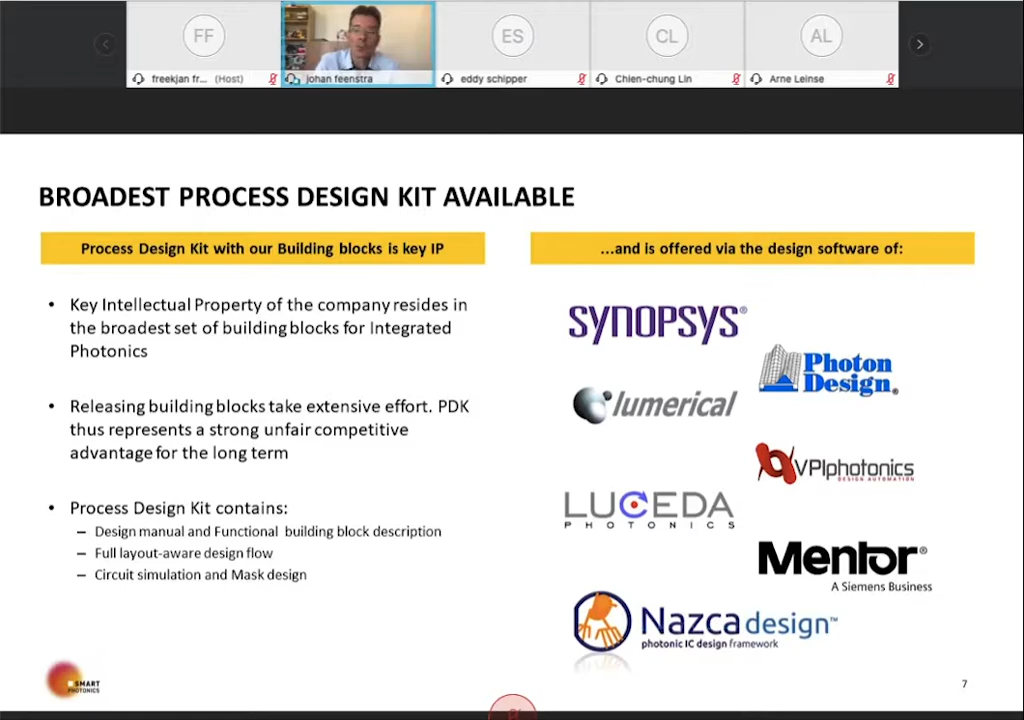 FF
ES
CL
AL
freekjan fr... (Host)
johan feenstra
eddy schipper
Chien-chung Lin
Arne Leinse
BROADEST PROCESS DESIGN KIT AVAILABLE
Process Design Kit with our Building blocks is key IP
• Key Intellectual Property of the company resides in
the broadest set of building blocks for Integrated
Photonics
• Releasing building blocks take extensive effort. PDK
thus represents a strong unfair competitive
advantage for the long term
• Process Design Kit contains:
– Design manual and Functional building block description
– Full layout-aware design flow
– Circuit simulation and Mask design
...and is offered via the design software of:
SYNOPSYS®
Photon
Design®
lumerical
VPIphotonics
DESIGN AUTOMATION
LUCEDA
PHOTONICS
Mentor®
A Siemens Business
Nazca design™
photonic IC design framework
SMART
PHOTONICS
7